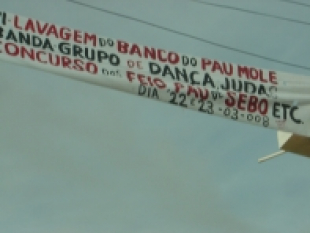 VI-LAVAGEM DO BANCO DO PAU MOLE
BANDA GRUPO DE DANÇA, JUDAS
CONCURSO DOS FEIO, PAU DE SEBO ETC.
DIA 22 E 23-03-008